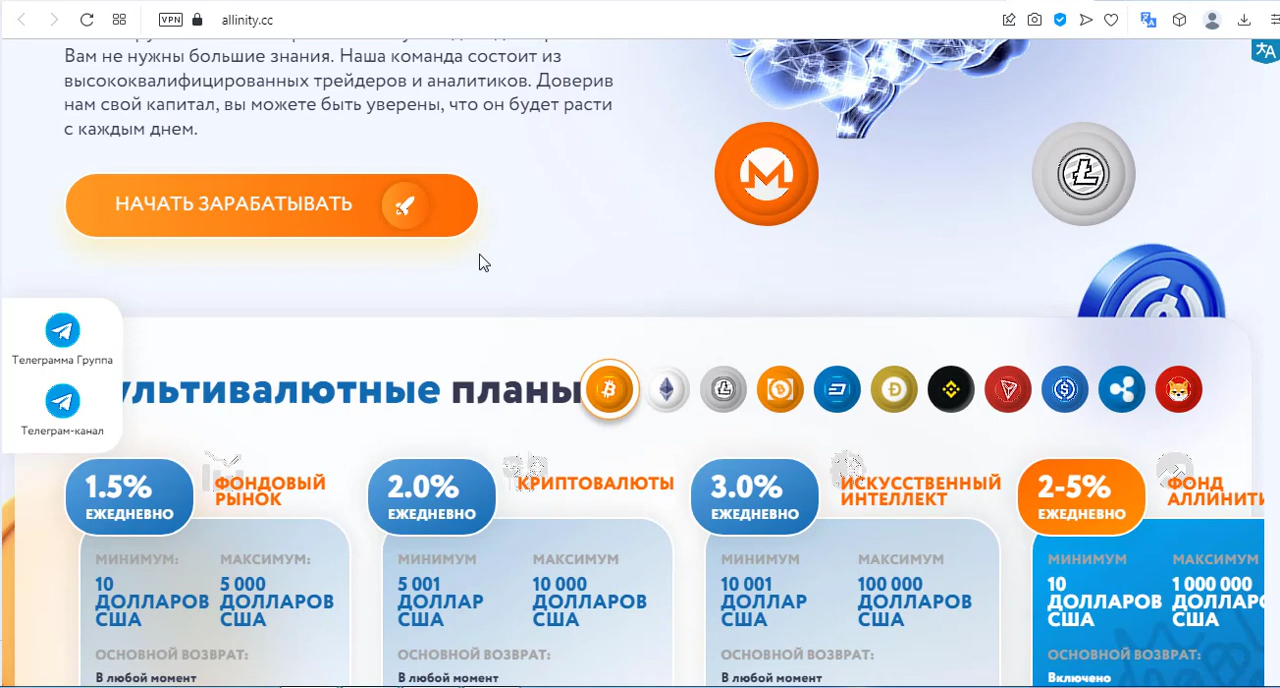 VPN
allinity.cc
Вам не нужны большие знания. Наша команда состоит из
высококвалифицированных трейдеров и аналитиков. Доверив
нам свой капитал, вы можете быть уверены, что он будет расти
с каждым днем.
НАЧАТЬ ЗАРАБАТЫВАТЬ
Телеграмма Группа
Телеграм-канал
ультивалютные планы
1.5%
ЕЖЕДНЕВНО
ФОНДОВЫЙ
РЫНОК
МИНИМУМ:
МАКСИМУМ:
10
ДОЛЛАРОВ
США
5 000
ДОЛЛАРОВ
США
ОСНОВНОЙ ВОЗВРАТ:
В любой момент
2.0%
ЕЖЕДНЕВНО
КРИПТОВАЛЮТЫ
МИНИМУМ
МАКСИМУМ
5 001
ДОЛЛАР
США
10 000
ДОЛЛАРОВ
США
ОСНОВНОЙ ВОЗВРАТ:
В любой момент
3.0%
ЕЖЕДНЕВНО
ИСКУССТВЕННЫЙ
ИНТЕЛЛЕКТ
МИНИМУМ
МАКСИМУМ
10 001
ДОЛЛАР
США
100 000
ДОЛЛАРОВ
США
ОСНОВНОЙ ВОЗВРАТ:
В любой момент
2-5%
ЕЖЕДНЕВНО
ФОНД
АЛЛИНИТИ
МИНИМУМ
МАКСИМУМ
10
ДОЛЛАРОВ
США
1 000 000
ДОЛЛАРОВ
США
ОСНОВНОЙ ВОЗВРАТ:
Включено